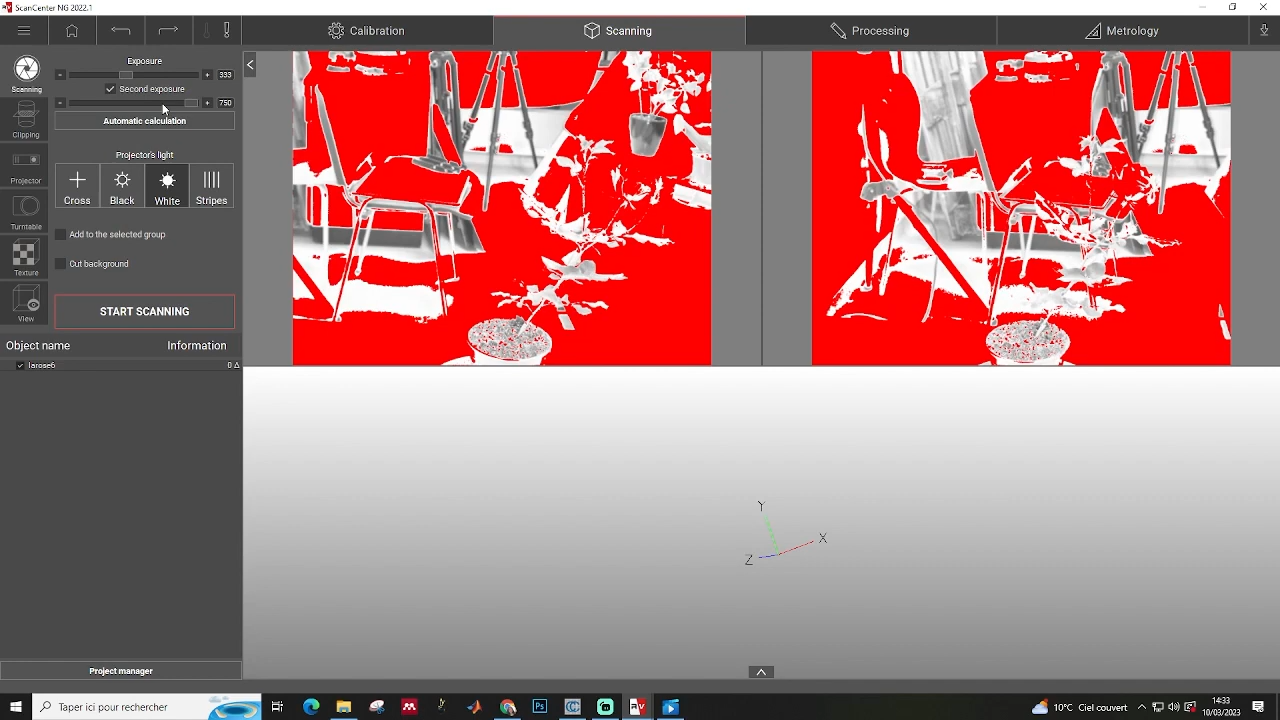 ScanCenter NG 2022.1
Calibration
Scanning
Processing
Metrology
Scanning
Clipping
Projector
Turntable
Texture
View
Exposure
- + 333
Second exposure
- + 750
Automatic calculation
Projector's light
Cross Black White Stripes
Add to the selected group
Cut background
START SCANNING
Object name Information
larose6 0 Δ
Y
X
Z
Project manager
Taper ici pour rechercher
10°C Ciel couvert
14:33
10/03/2023